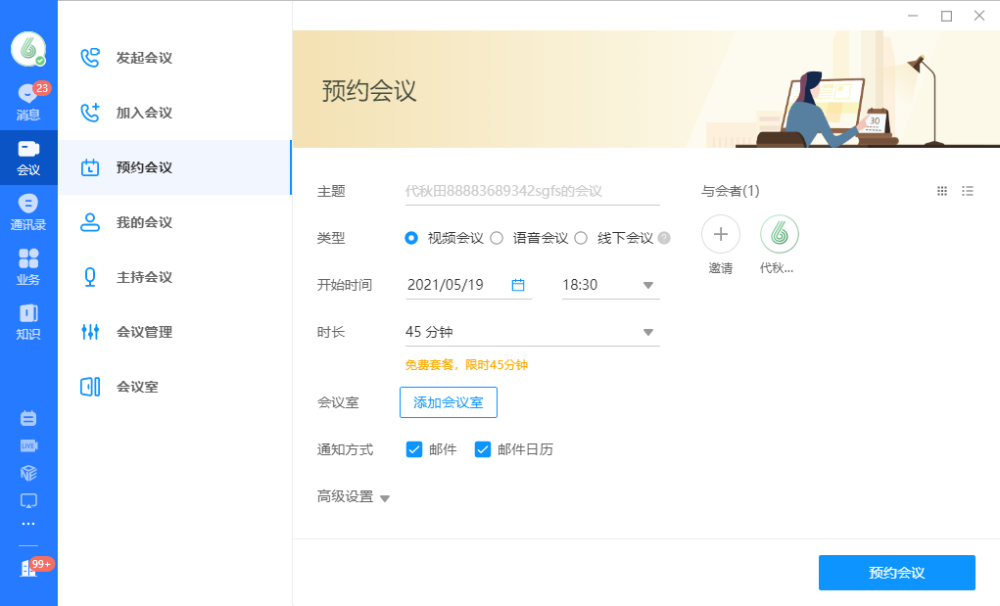 23
消息
会议
通讯录
业务
知识
LIVE
99+
发起会议
加入会议
预约会议
我的会议
主持会议
会议管理
会议室
预约会议
30
主题
代秋田88883689342sgfs的会议
类型
视频会议
语音会议
线下会议
?
开始时间
2021/05/19
18:30
时长
45 分钟
免费套餐，限时45分钟
会议室
添加会议室
通知方式
邮件
邮件日历
高级设置
与会者(1)
邀请
代秋...
预约会议